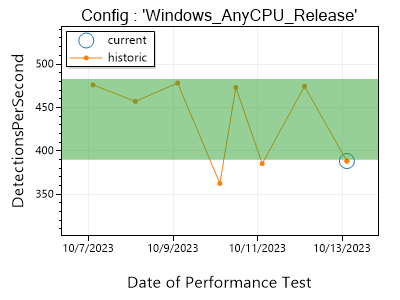 Config : 'Windows_AnyCPU_Release'
current
historic
500
450
400
350
DetectionsPerSecond
10/7/2023 10/9/2023 10/11/2023 10/13/2023
Date of Performance Test